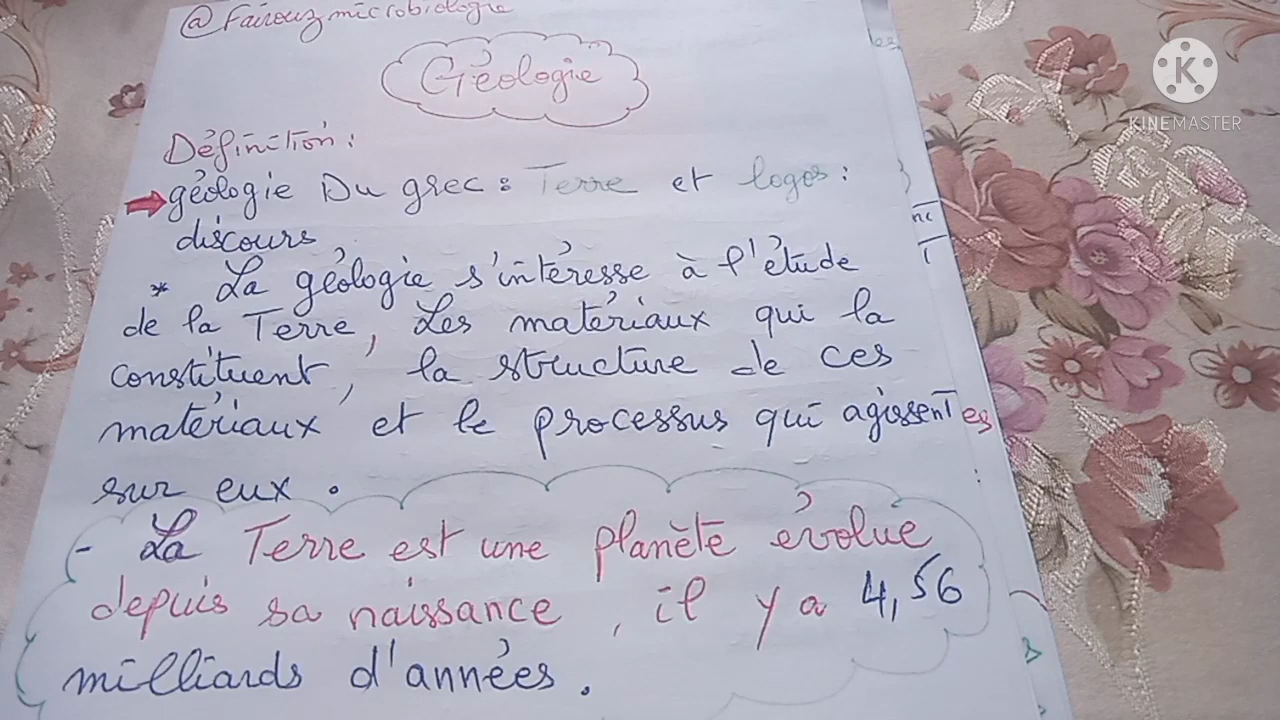 @Fairouz microbiologie
Géologie
Définition:
géologie Du grec: Terre et logos:
discours
* La géologie s'intéresse à l'étude
de la Terre, Les matériaux qui la
constituent, la structure de ces
matériaux, et le processus qui agissent
sur eux.
- La Terre est une planète évolue
depuis sa naissance, il y a 4,56
milliards d'années.
es
KINEMASTER